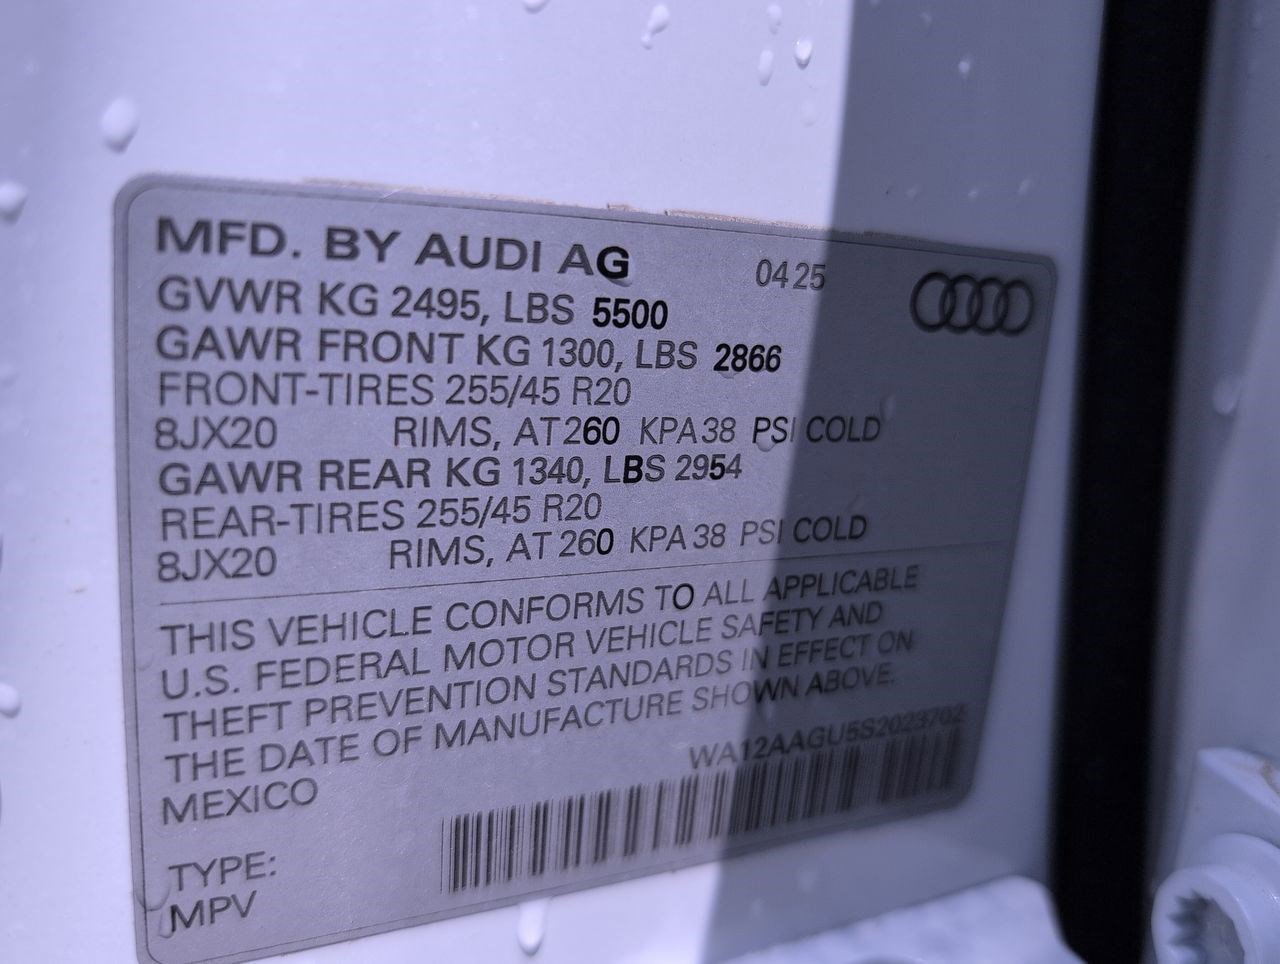 MFD. BY AUDI AG 04 25
GVWR KG 2495, LBS 5500
GAWR FRONT KG 1300, LBS 2866
FRONT-TIRES 255/45 R20
8JX20 RIMS, AT 260 KPA 38 PSI COLD
GAWR REAR KG 1340, LBS 2954
REAR-TIRES 255/45 R20
8JX20 RIMS, AT 260 KPA 38 PSI COLD
THIS VEHICLE CONFORMS TO ALL APPLICABLE
U.S. FEDERAL MOTOR VEHICLE SAFETY AND
THEFT PREVENTION STANDARDS IN EFFECT ON
THE DATE OF MANUFACTURE SHOWN ABOVE.
MEXICO WA12AAGU5S2023702
TYPE:
MPV